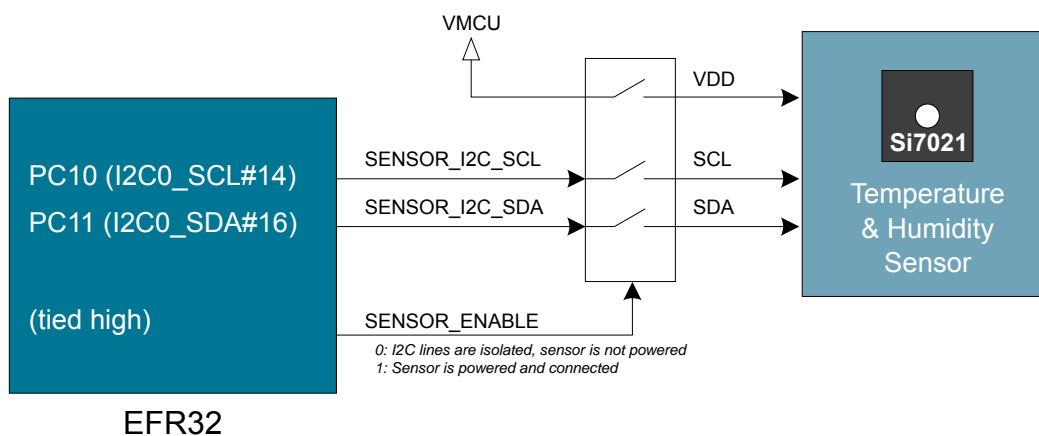 VMCU
VDD
Si7021
PC10 (I2C0_SCL#14)
SENSOR_I2C_SCL
SCL
PC11 (I2C0_SDA#16)
SENSOR_I2C_SDA
SDA
Temperature
& Humidity
Sensor
(tied high)
SENSOR_ENABLE
0: I2C lines are isolated, sensor is not powered
1: Sensor is powered and connected
EFR32